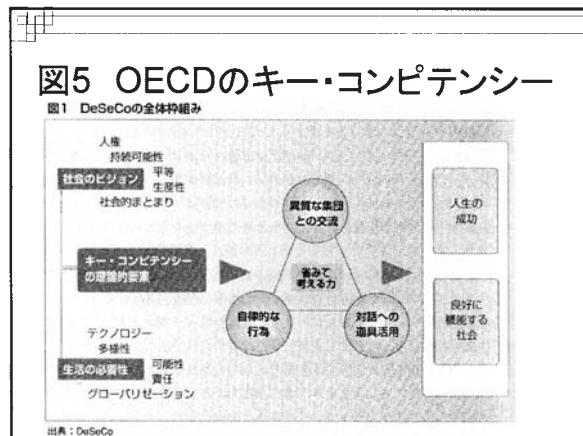 図5 OECDのキー・コンピテンシー
図1 DeSeCoの全体枠組み
人権
持続可能性
社会のビジョン
平等
生産性
社会的まとまり
キー・コンピテンシー
の理論的要素
テクノロジー
多様性
生活の必要性
可能性
責任
グローバリゼーション
異質な集団
との交流
省みて
考える力
自律的な
行為
対話への
道具活用
人生の
成功
良好に
機能する
社会
出典:DeSeCo